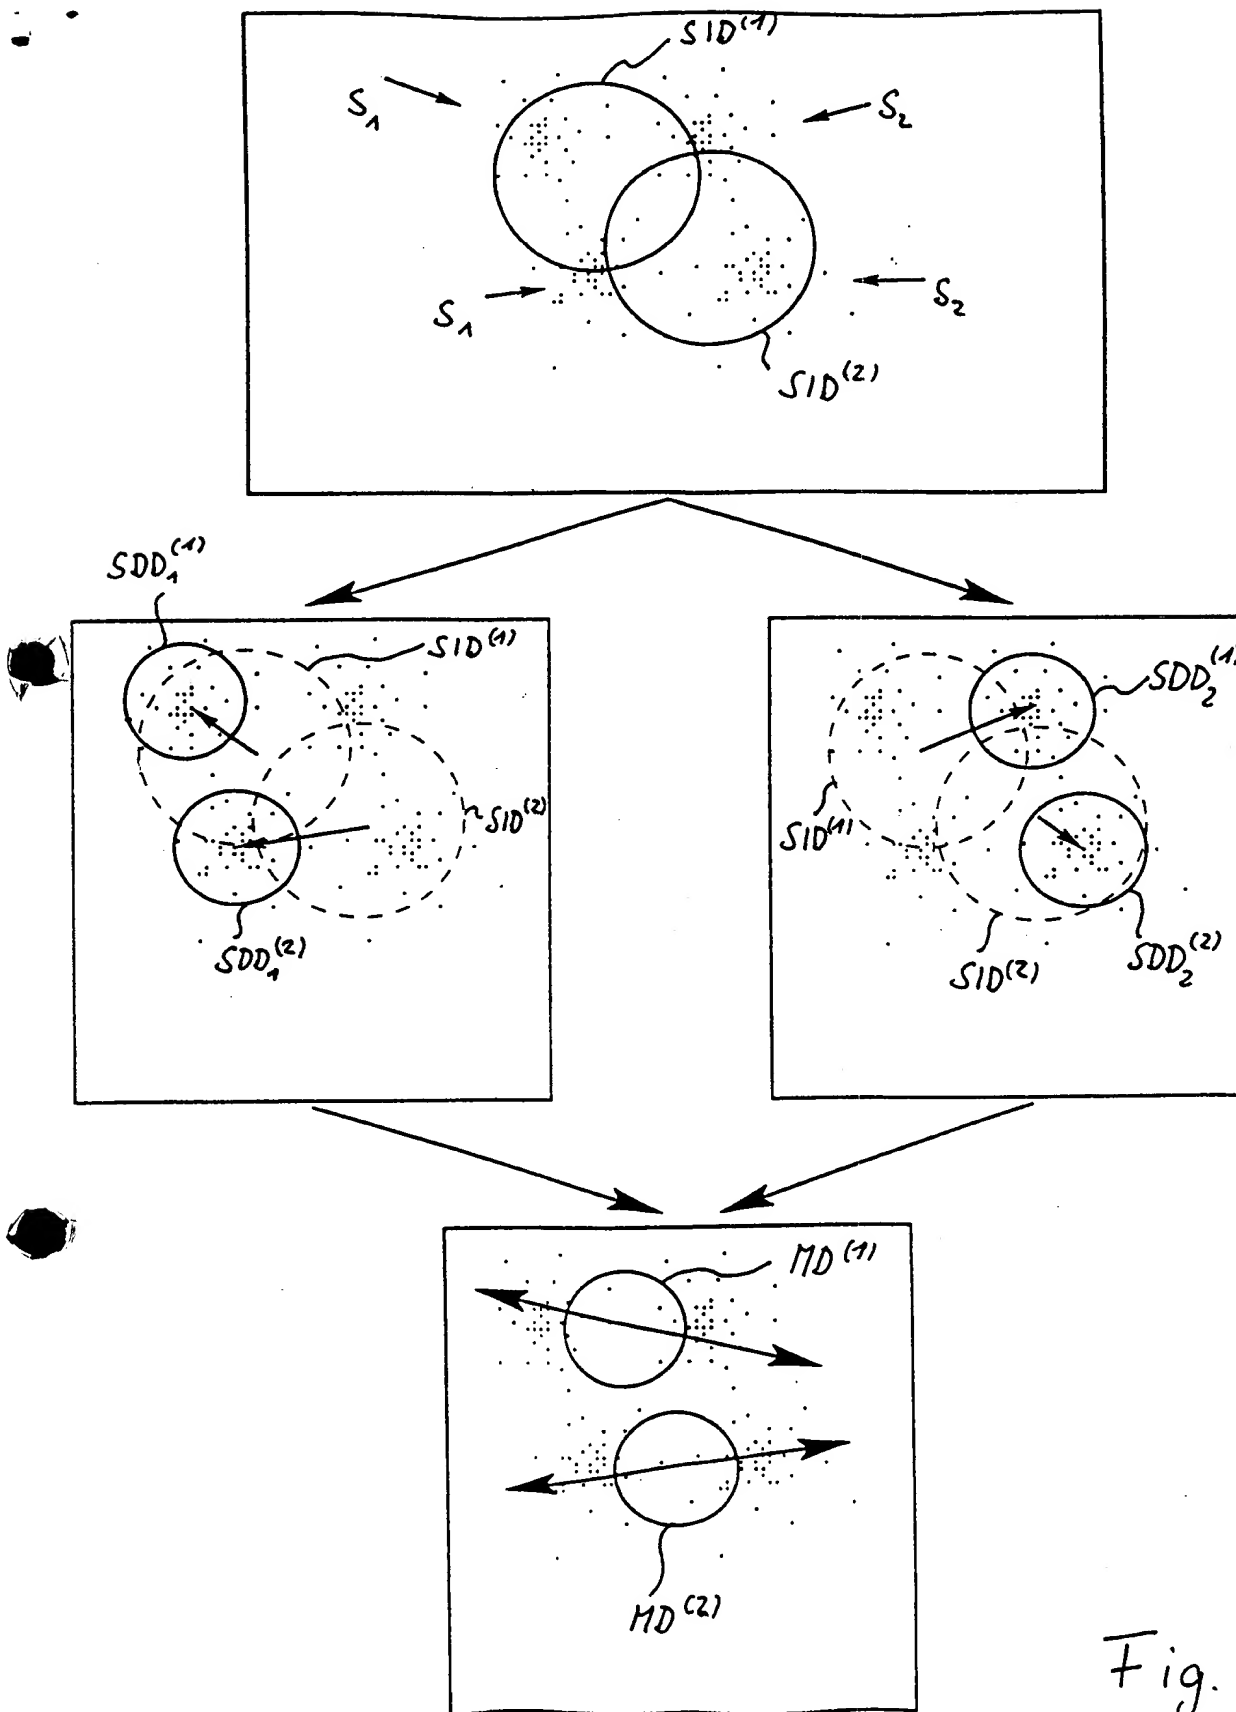 SID^(1)
S₁
S₂
S₁
S₂
SID^(2)
SDD₁^(1)
SID^(1)
SID^(2)
SDD₁^(2)
SDD₂^(1)
SID^(1)
SID^(2)
SDD₂^(2)
MD^(1)
MD^(2)
Fig.